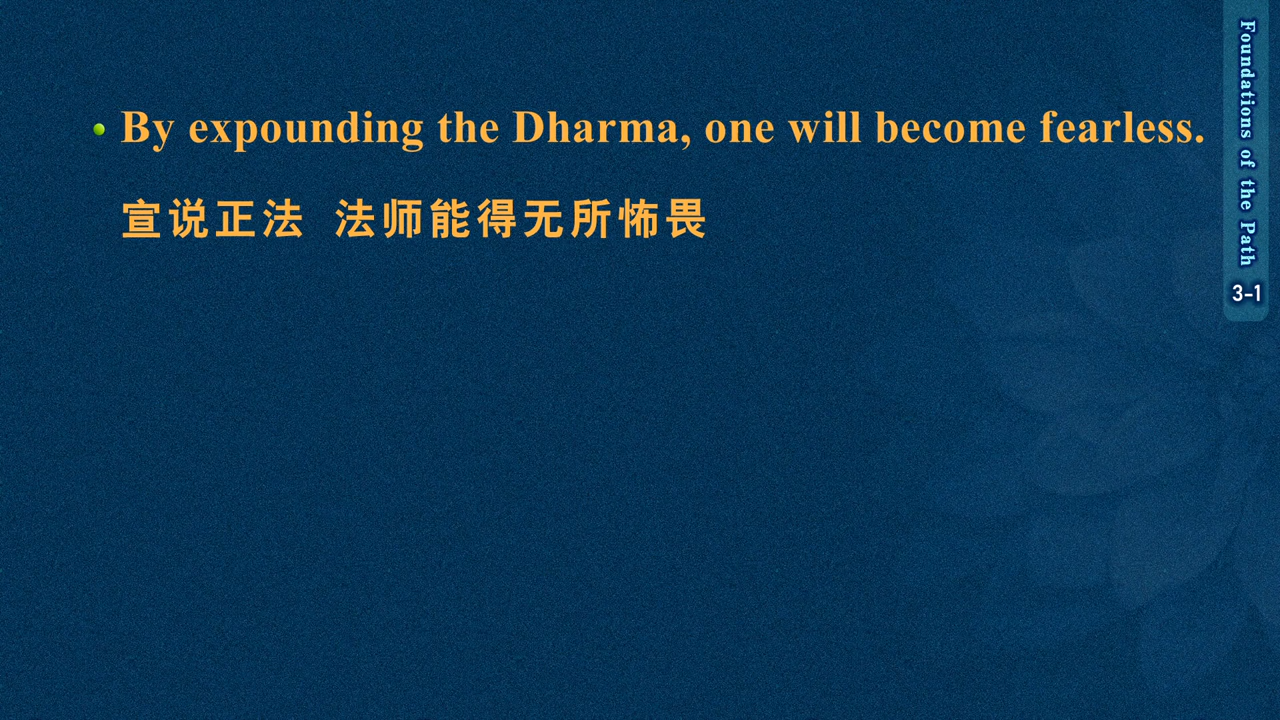 By expounding the Dharma, one will become fearless.
宣说正法 法师能得无所怖畏
Foundations of the Path
3-1